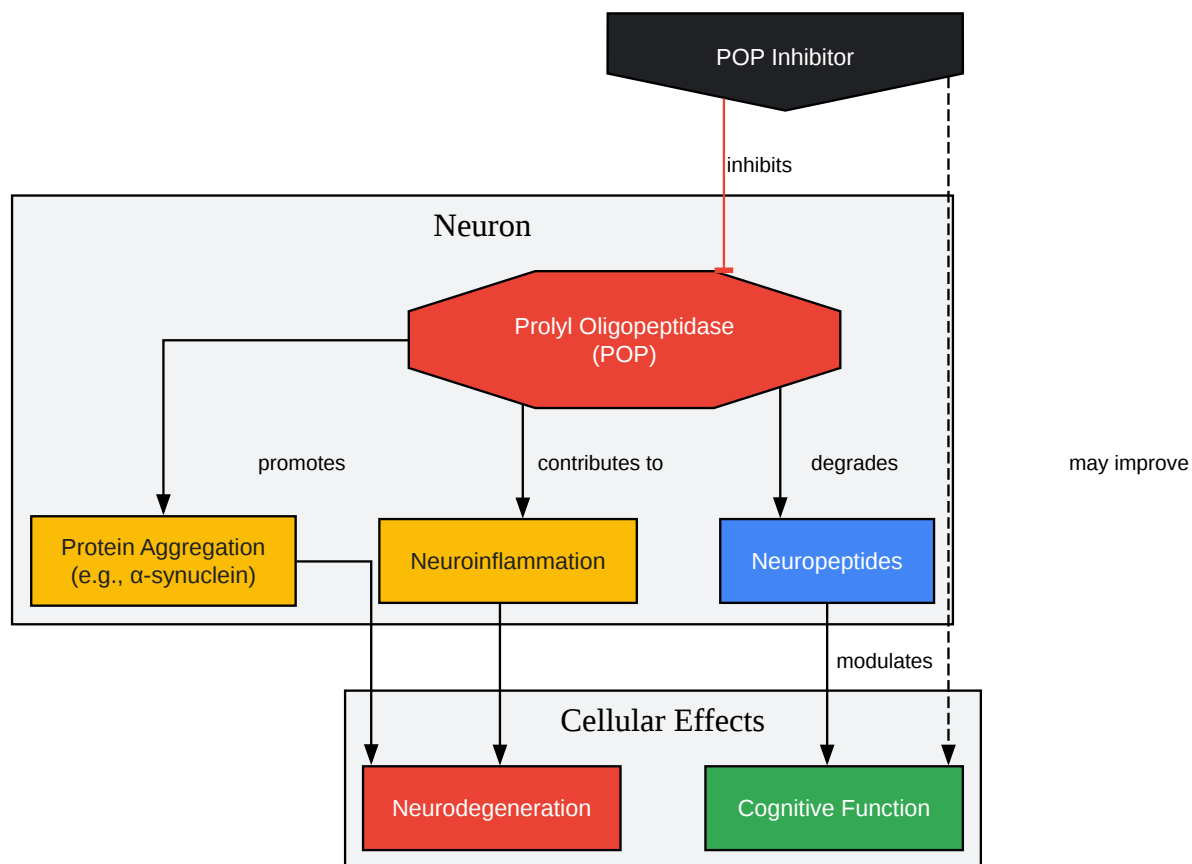 POP Inhibitor
inhibits
Neuron
Prolyl Oligopeptidase
(POP)
promotes
contributes to
degrades
may improve
Protein Aggregation
(e.g., α-synuclein)
Neuroinflammation
Neuropeptides
modulates
Cellular Effects
Neurodegeneration
Cognitive Function